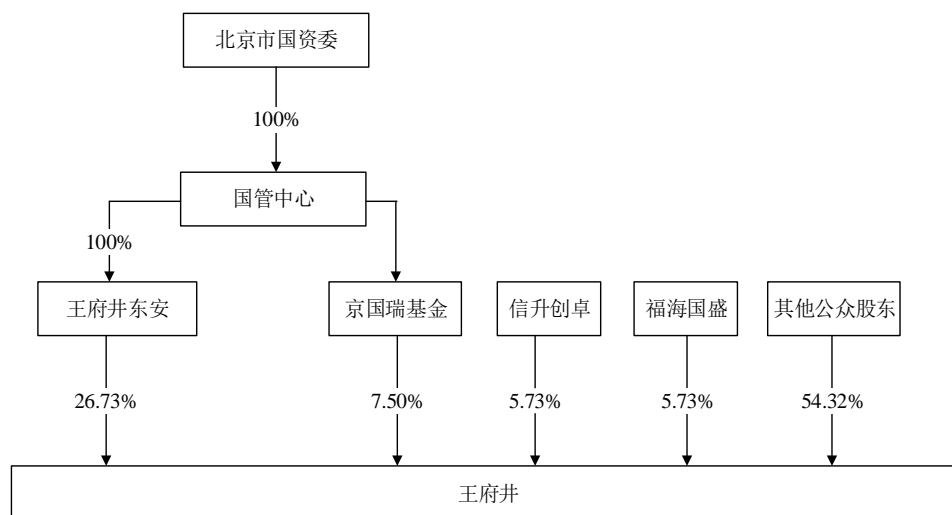 北京市国资委
100%
国管中心
100%
王府井东安
京国瑞基金
信升创卓
福海国盛
其他公众股东
26.73%
7.50%
5.73%
5.73%
54.32%
王府井